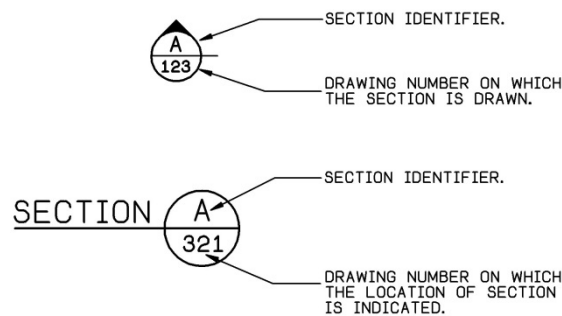 SECTION IDENTIFIER.
A
123
DRAWING NUMBER ON WHICH
THE SECTION IS DRAWN.
SECTION IDENTIFIER.
SECTION A
321
DRAWING NUMBER ON WHICH
THE LOCATION OF SECTION
IS INDICATED.